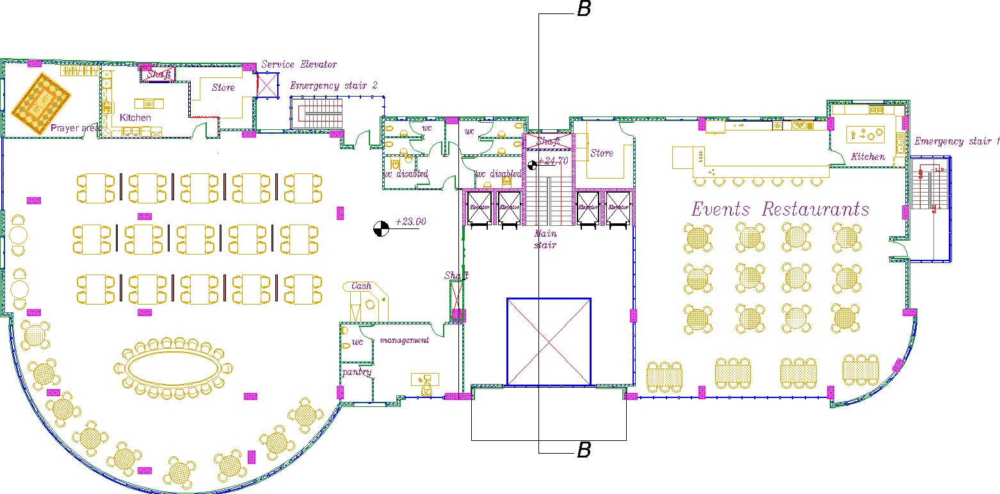 B
Service Elevator
Shaft
Store
Emergency stair 2
Kitchen
Prayer area
wc
wc
Shaft
Store
Kitchen
Emergency stair 1
+24.70
wc disabled
wc disabled
Elevator
Elevator
Elevator
Elevator
Events Restaurants
+23.00
Main
stair
Shaft
Cash
wc
management
pantry
B